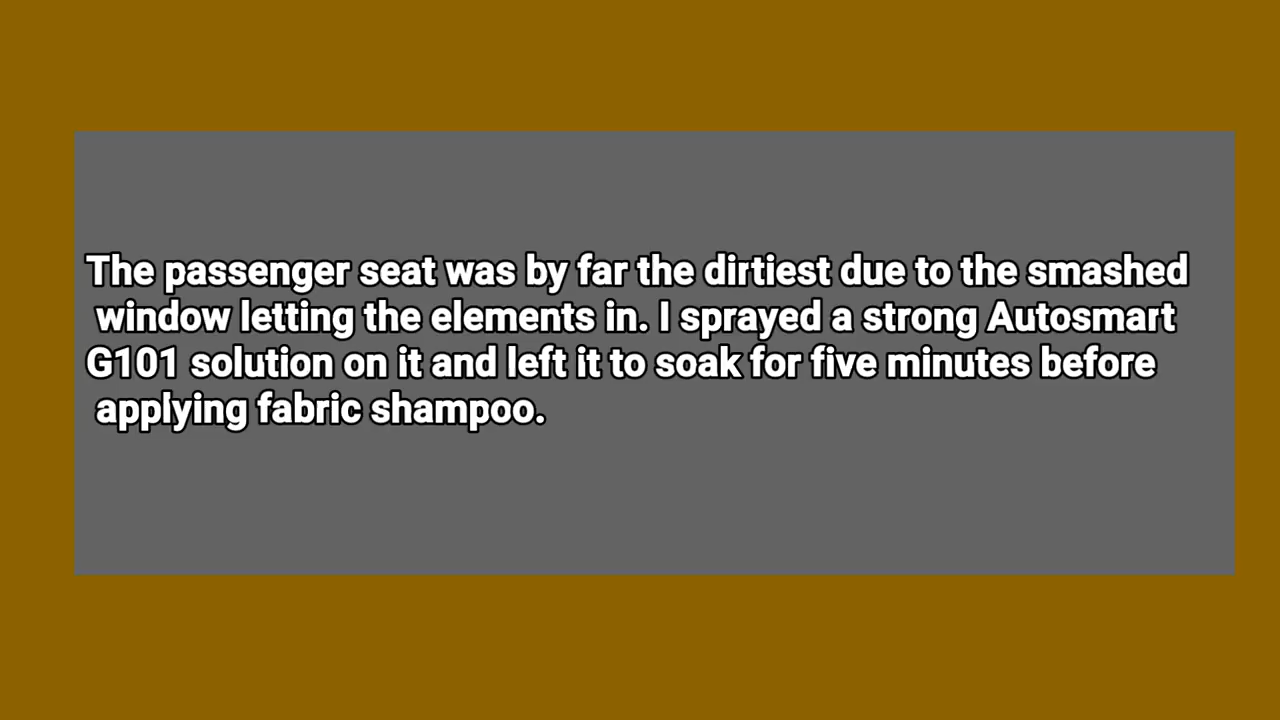 The passenger seat was by far the dirtiest due to the smashed
window letting the elements in. I sprayed a strong Autosmart
G101 solution on it and left it to soak for five minutes before
applying fabric shampoo.